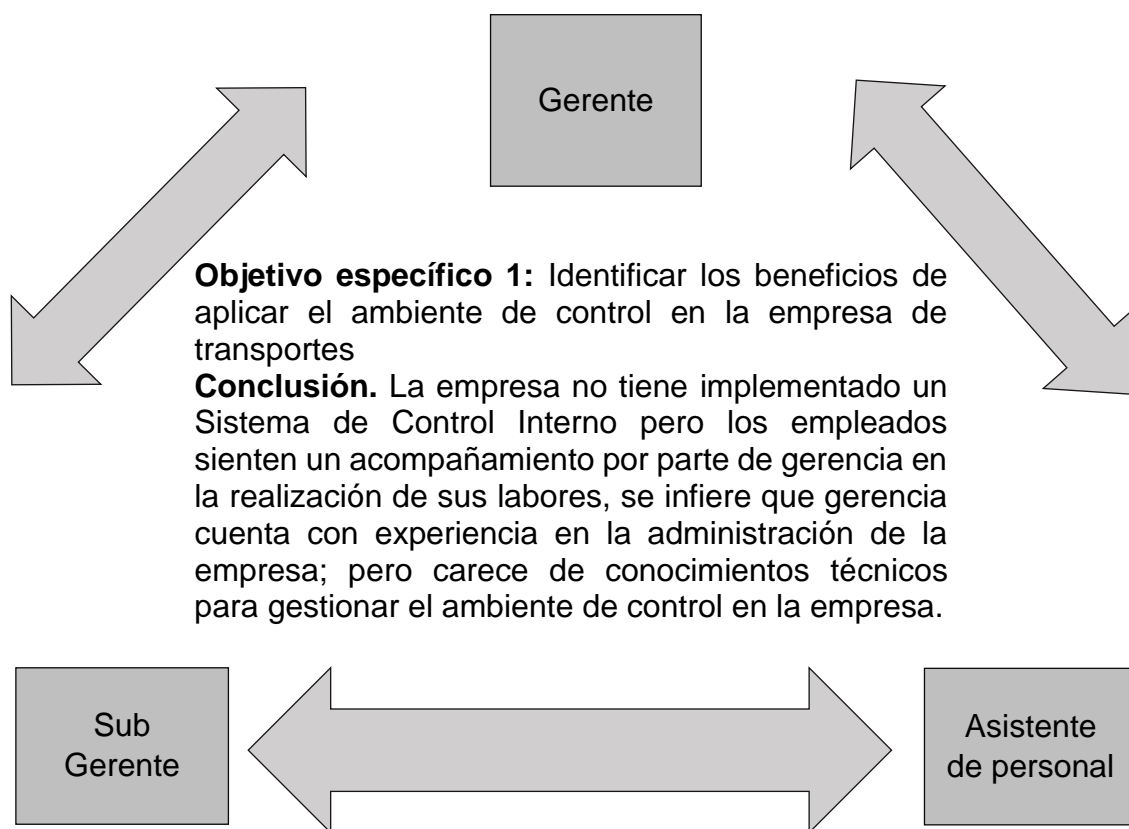 Gerente
Objetivo específico 1: Identificar los beneficios de
aplicar el ambiente de control en la empresa de
transportes
Conclusión. La empresa no tiene implementado un
Sistema de Control Interno pero los empleados
sienten un acompañamiento por parte de gerencia en
la realización de sus labores, se infiere que gerencia
cuenta con experiencia en la administración de la
empresa; pero carece de conocimientos técnicos
para gestionar el ambiente de control en la empresa.
Sub
Gerente
Asistente
de personal